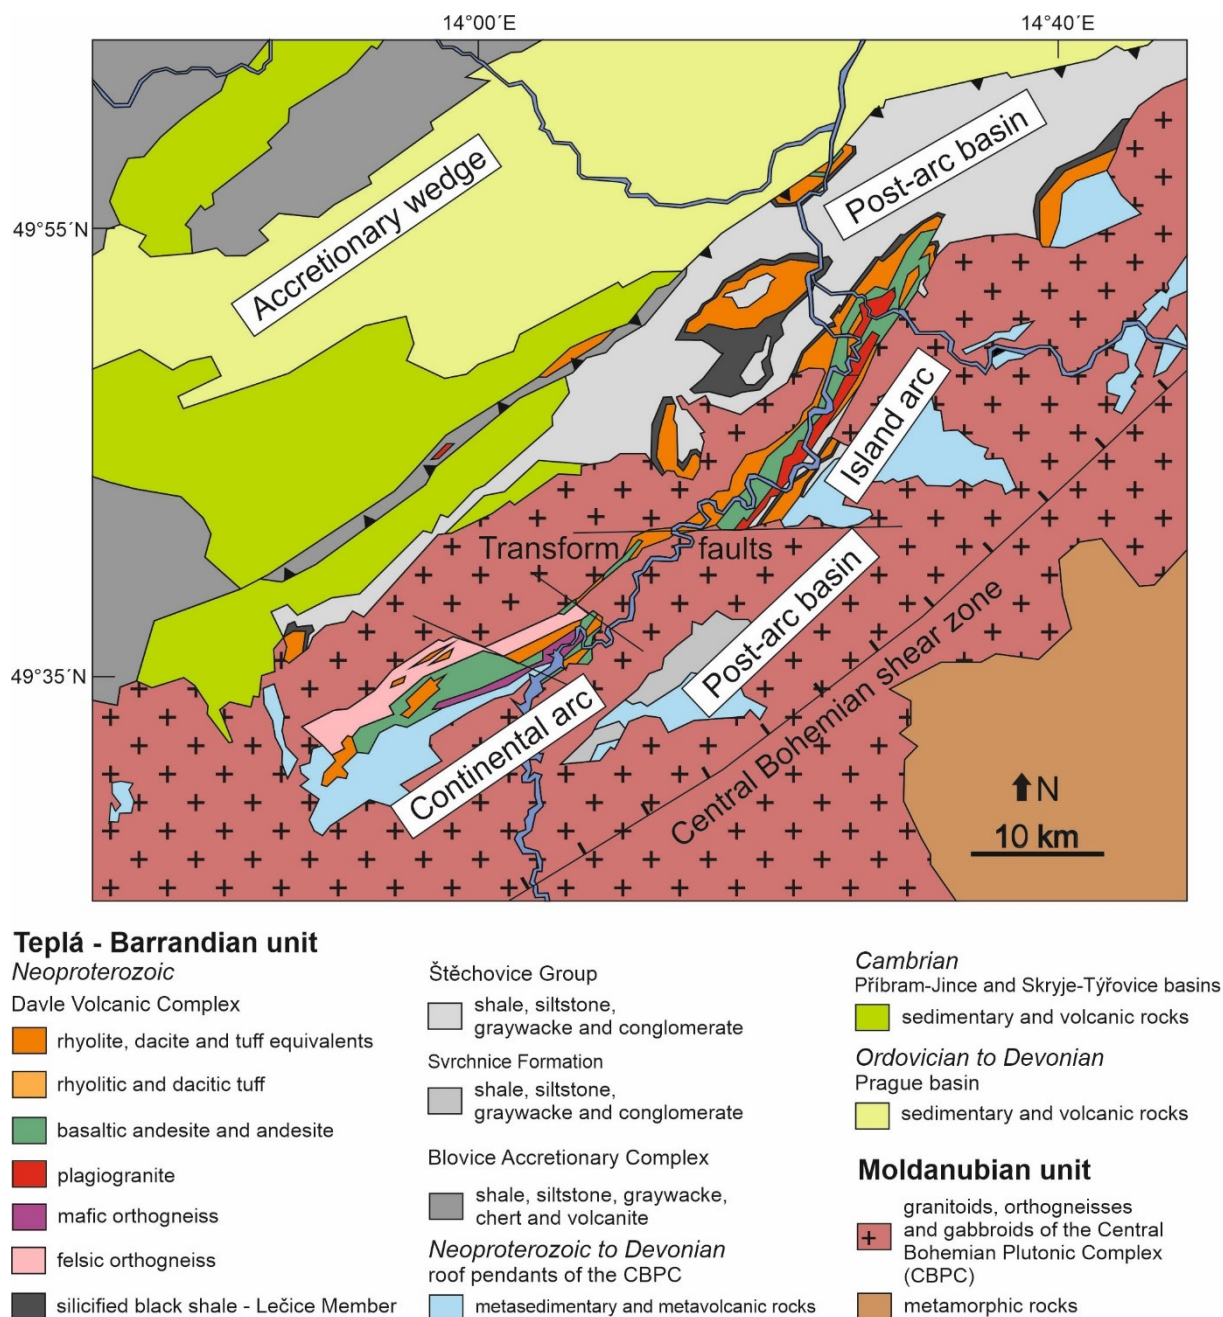 14°00´E
14°40´E
49°55´N
49°35´N
Accretionary wedge
Post-arc basin
Island arc
Transform faults
Post-arc basin
Continental arc
Central Bohemian shear zone
N
10 km
Teplá - Barrandian unit
Neoproterozoic
Davle Volcanic Complex
rhyolite, dacite and tuff equivalents
rhyolitic and dacitic tuff
basaltic andesite and andesite
plagiogranite
mafic orthogneiss
felsic orthogneiss
silicified black shale - Lečice Member
Štěchovice Group
shale, siltstone,
graywacke and conglomerate
Svrchnice Formation
shale, siltstone,
graywacke and conglomerate
Blovice Accretionary Complex
shale, siltstone, graywacke,
chert and volcanite
Neoproterozoic to Devonian
roof pendants of the CBPC
metasedimentary and metavolcanic rocks
Cambrian
Příbram-Jince and Skryje-Týřovice basins
sedimentary and volcanic rocks
Ordovician to Devonian
Prague basin
sedimentary and volcanic rocks
Moldanubian unit
granitoids, orthogneisses
and gabbroids of the Central
Bohemian Plutonic Complex
(CBPC)
metamorphic rocks